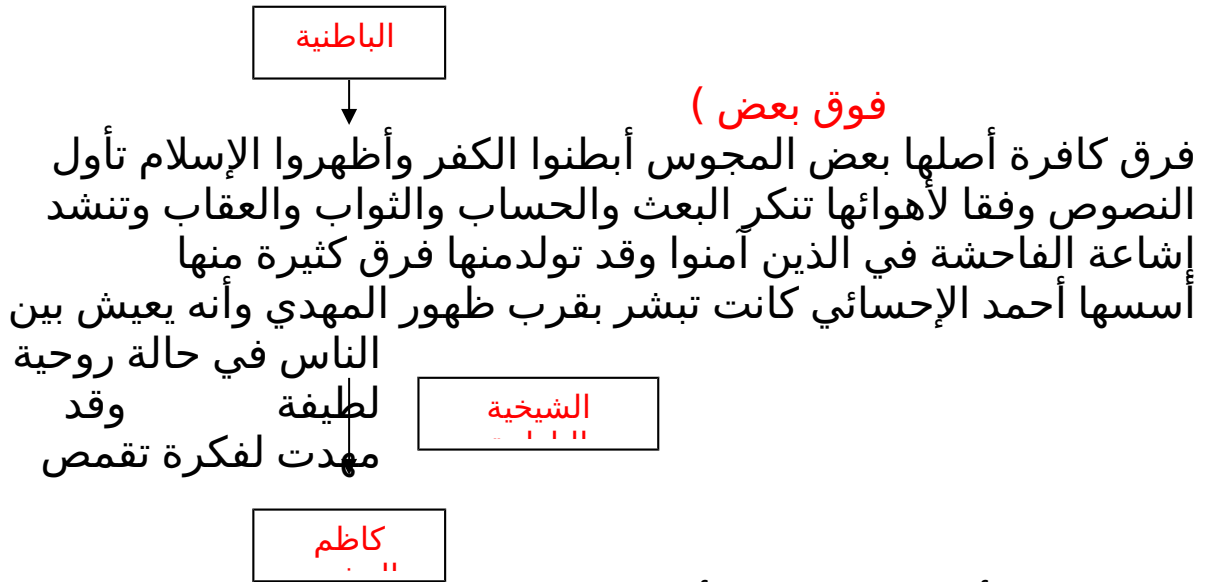 الباطنية
فوق بعض )
فرق كافرة أصلها بعض المجوس أبطنوا الكفر وأظهروا الإسلام تأول
النصوص وفقا لأهوائها تنكر البعث والحساب والثواب والعقاب وتنشد
إشاعة الفاحشة في الذين آمنوا وقد تولدمنها فرق كثيرة منها
أسسها أحمد الإحسائي كانت تبشر بقرب ظهور المهدي وأنه يعيش بين
الناس في حالة روحية
لطيفة وقد
مهدت لفكرة تقمص
الشيخية
كاظم